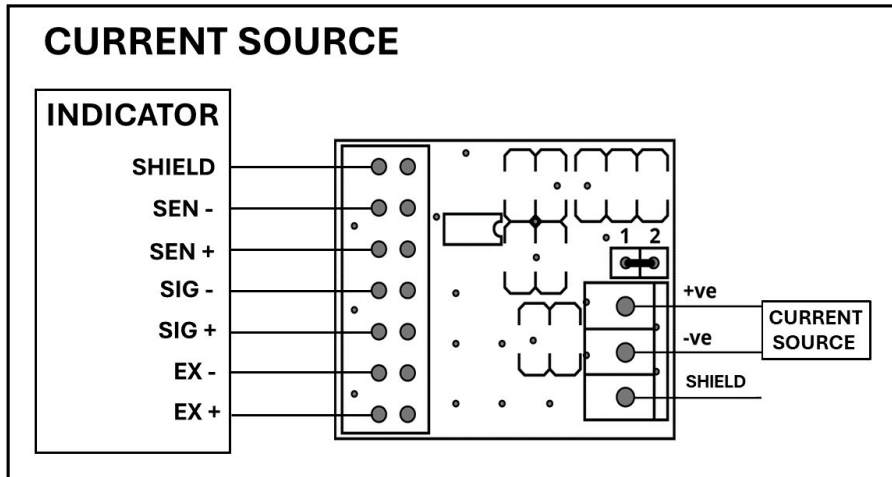 CURRENT SOURCE
INDICATOR
SHIELD
SEN -
SEN +
SIG -
SIG +
EX -
EX +
1 2
+ve
-ve
SHIELD
CURRENT
SOURCE